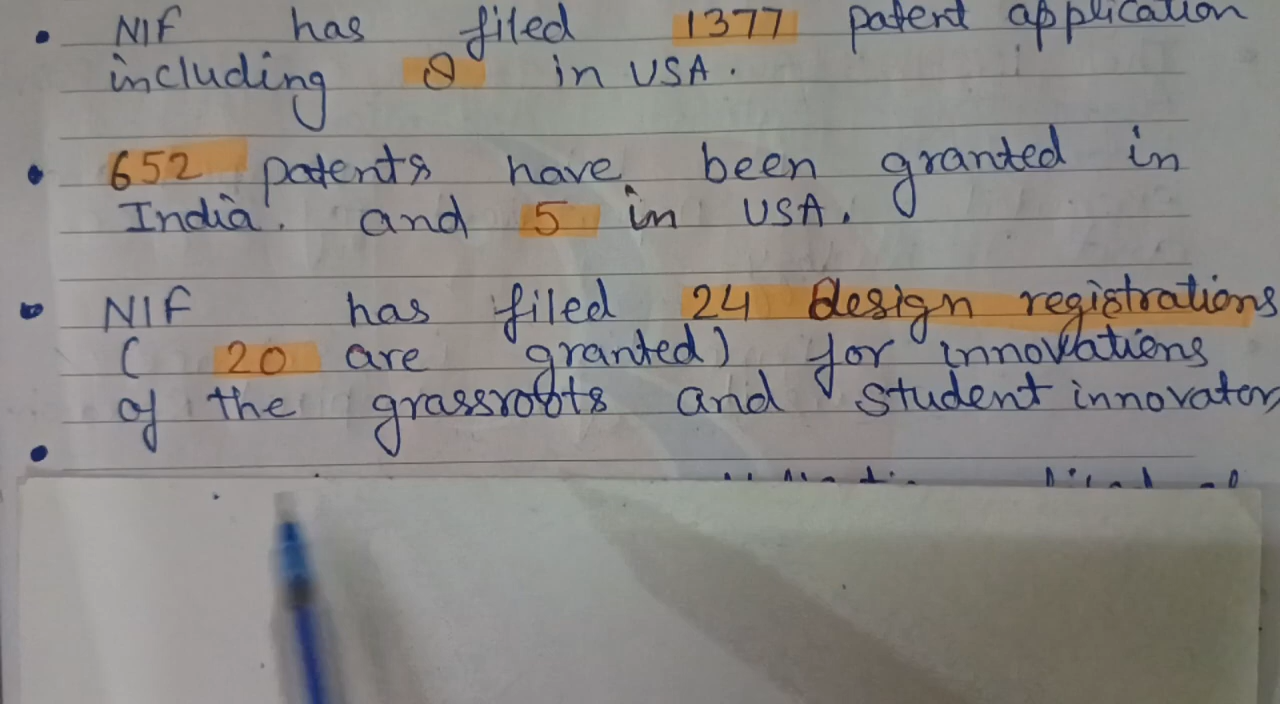 • NIF has filed 1377 patent application
including 8 in USA.
• 652 patents have been granted in
India. and 5 in USA.
• NIF has filed 24 design registrations
( 20 are granted) for innovations
of the grassroots and student innovator
•